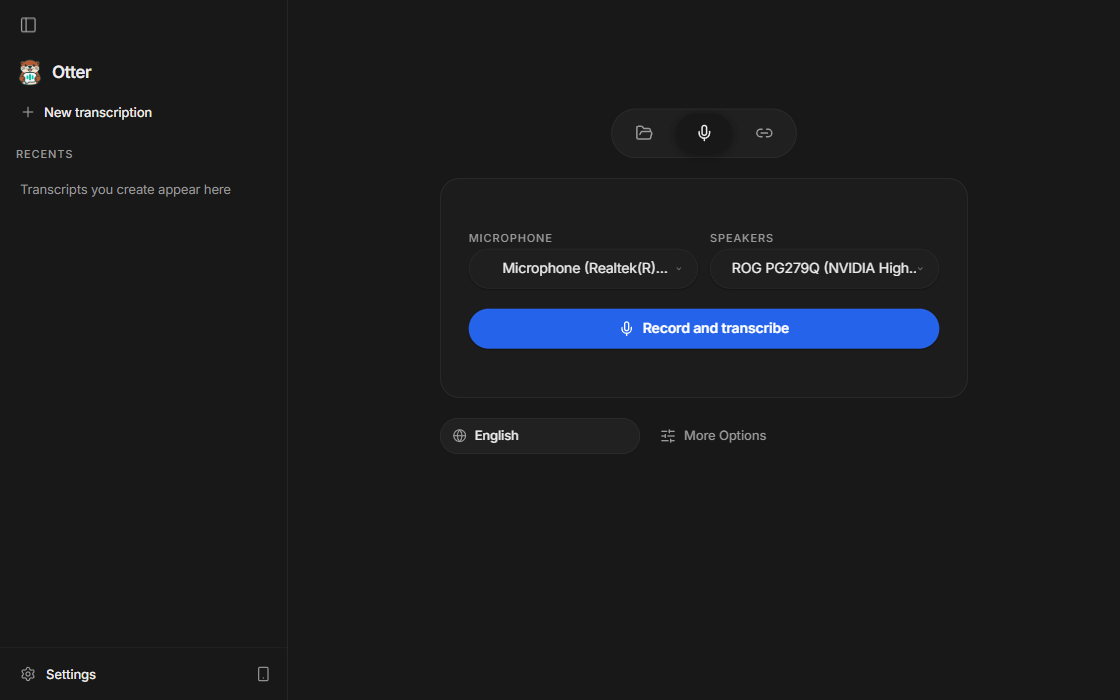 Otter
New transcription
RECENTS
Transcripts you create appear here
MICROPHONE
SPEAKERS
Microphone (Realtek(R)...
ROG PG279Q (NVIDIA High...
Record and transcribe
English
More Options
Settings